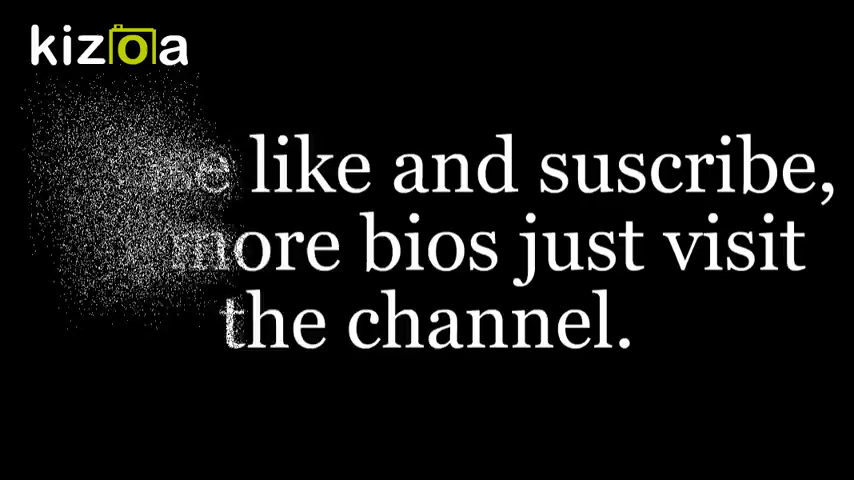 kizoa
like and suscribe,
more bios just visit
the channel.